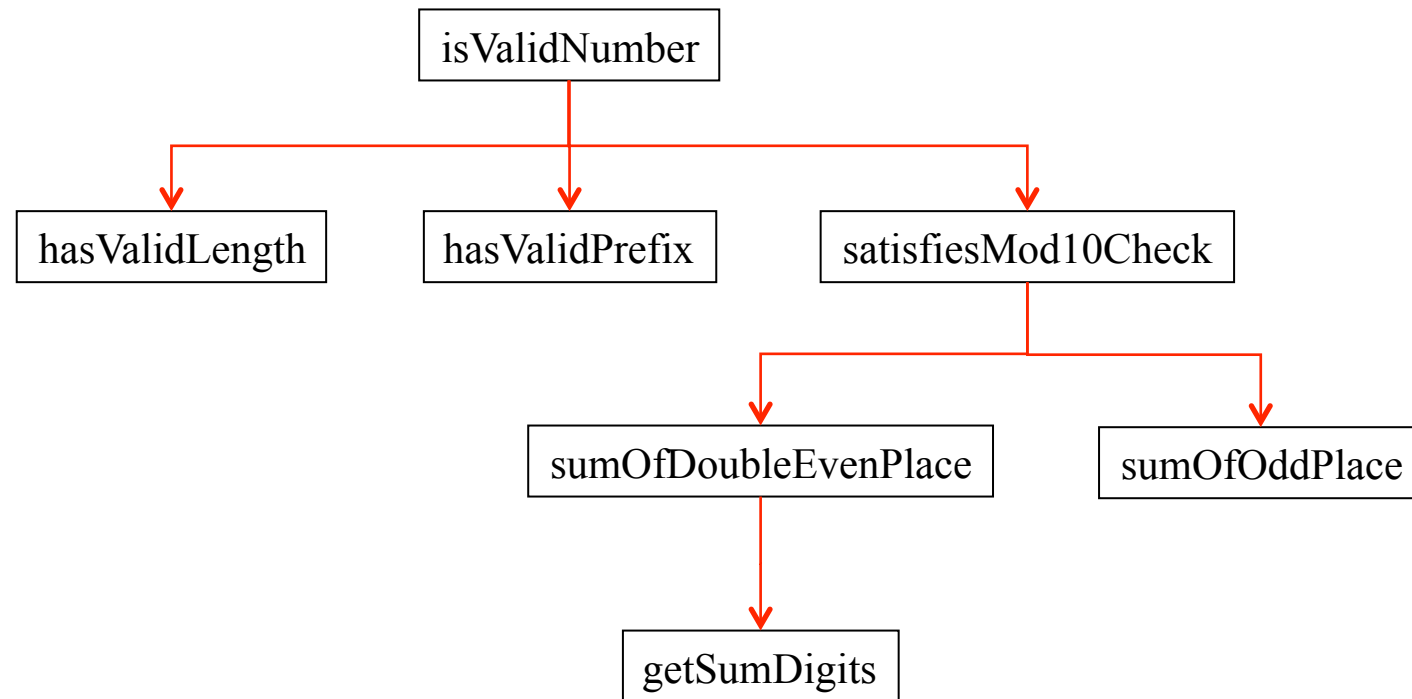 isValidNumber
hasValidLength
hasValidPrefix
satisfiesMod10Check
sumOfDoubleEvenPlace
sumOfOddPlace
getSumDigits